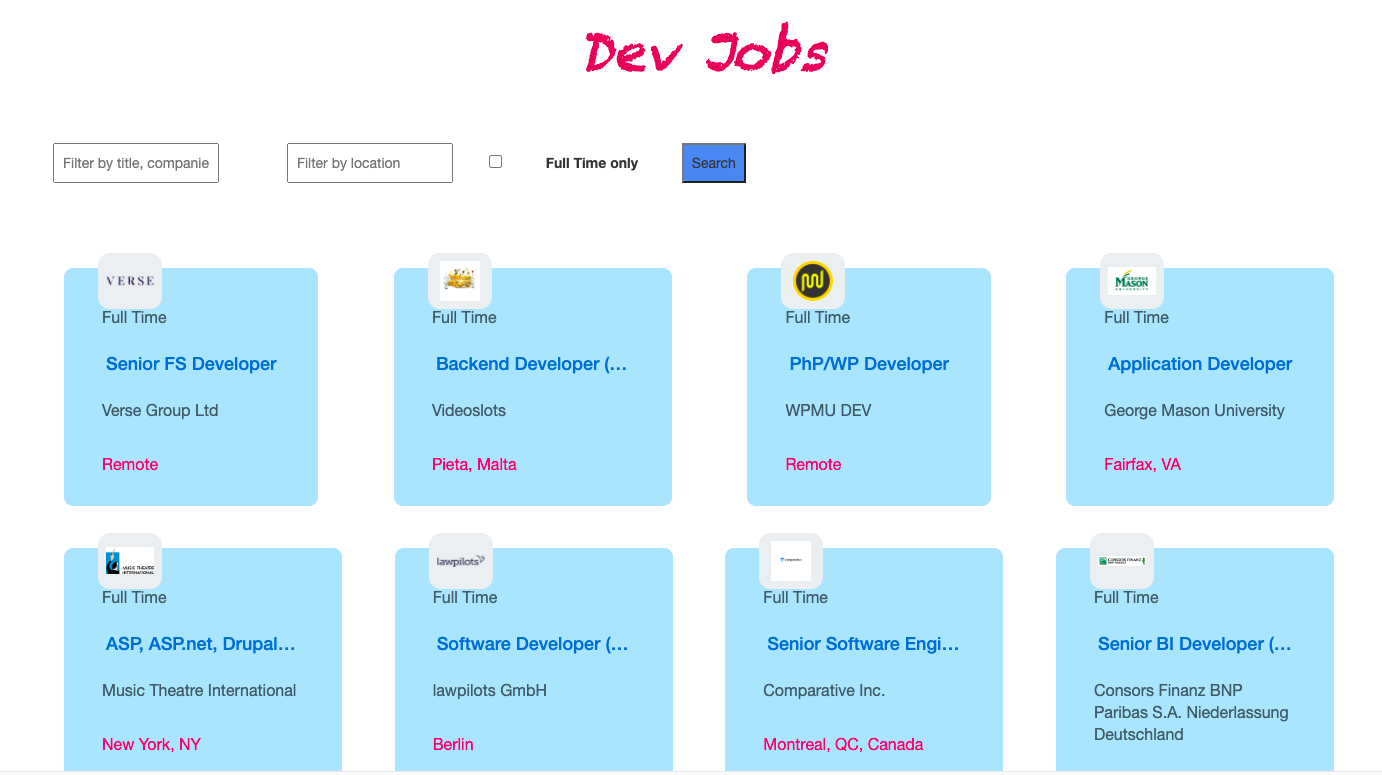 Dev Jobs
Filter by title, companie
Filter by location
Full Time only
Search
VERSE
GEORGE
MASON
UNIVERSITY
Full Time
Full Time
Full Time
Full Time
Senior FS Developer
Backend Developer (...
PhP/WP Developer
Application Developer
Verse Group Ltd
Videoslots
WPMU DEV
George Mason University
Remote
Pieta, Malta
Remote
Fairfax, VA
MUSIC THEATRE
INTERNATIONAL
lawpilots
CONSORS FINANZ
Full Time
Full Time
Full Time
Full Time
ASP, ASP.net, Drupal...
Software Developer (...
Senior Software Engi...
Senior BI Developer (...
Music Theatre International
lawpilots GmbH
Comparative Inc.
Consors Finanz BNP
Paribas S.A. Niederlassung
Deutschland
New York, NY
Berlin
Montreal, QC, Canada